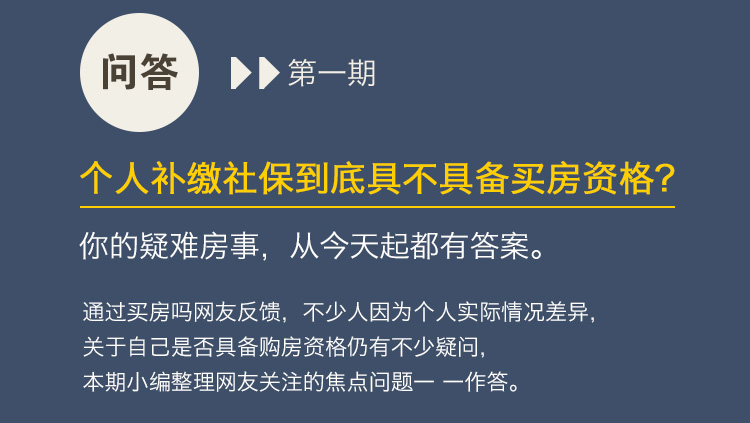 问答
第一期
个人补缴社保到底具不具备买房资格?
你的疑难房事，从今天起都有答案。
通过买房吗网友反馈，不少人因为个人实际情况差异，
关于自己是否具备购房资格仍有不少疑问，
本期小编整理网友关注的焦点问题一 一作答。